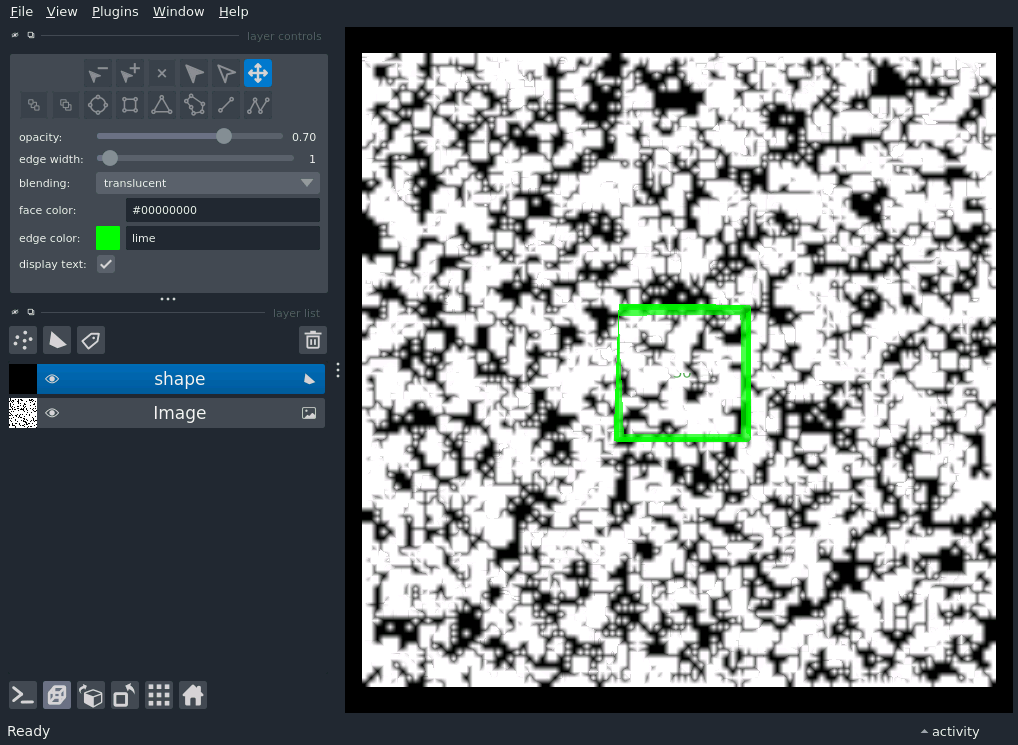 File View Plugins Window Help
layer controls
opacity: 0.70
edge width: 1
blending: translucent
face color: #00000000
edge color: lime
display text:
layer list
shape
Image
Ready
activity